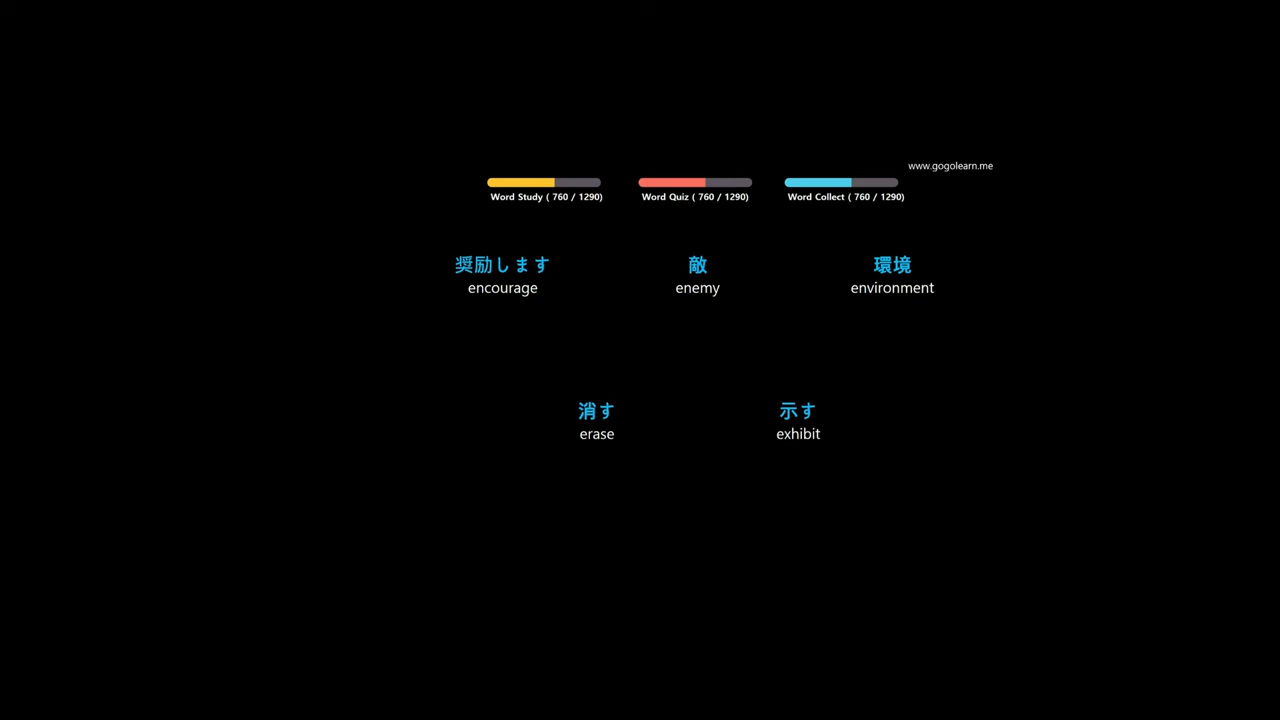 www.gogolearn.me
Word Study ( 760 / 1290)
Word Quiz ( 760 / 1290)
Word Collect ( 760 / 1290)
奨励します
encourage
敵
enemy
環境
environment
消す
erase
示す
exhibit